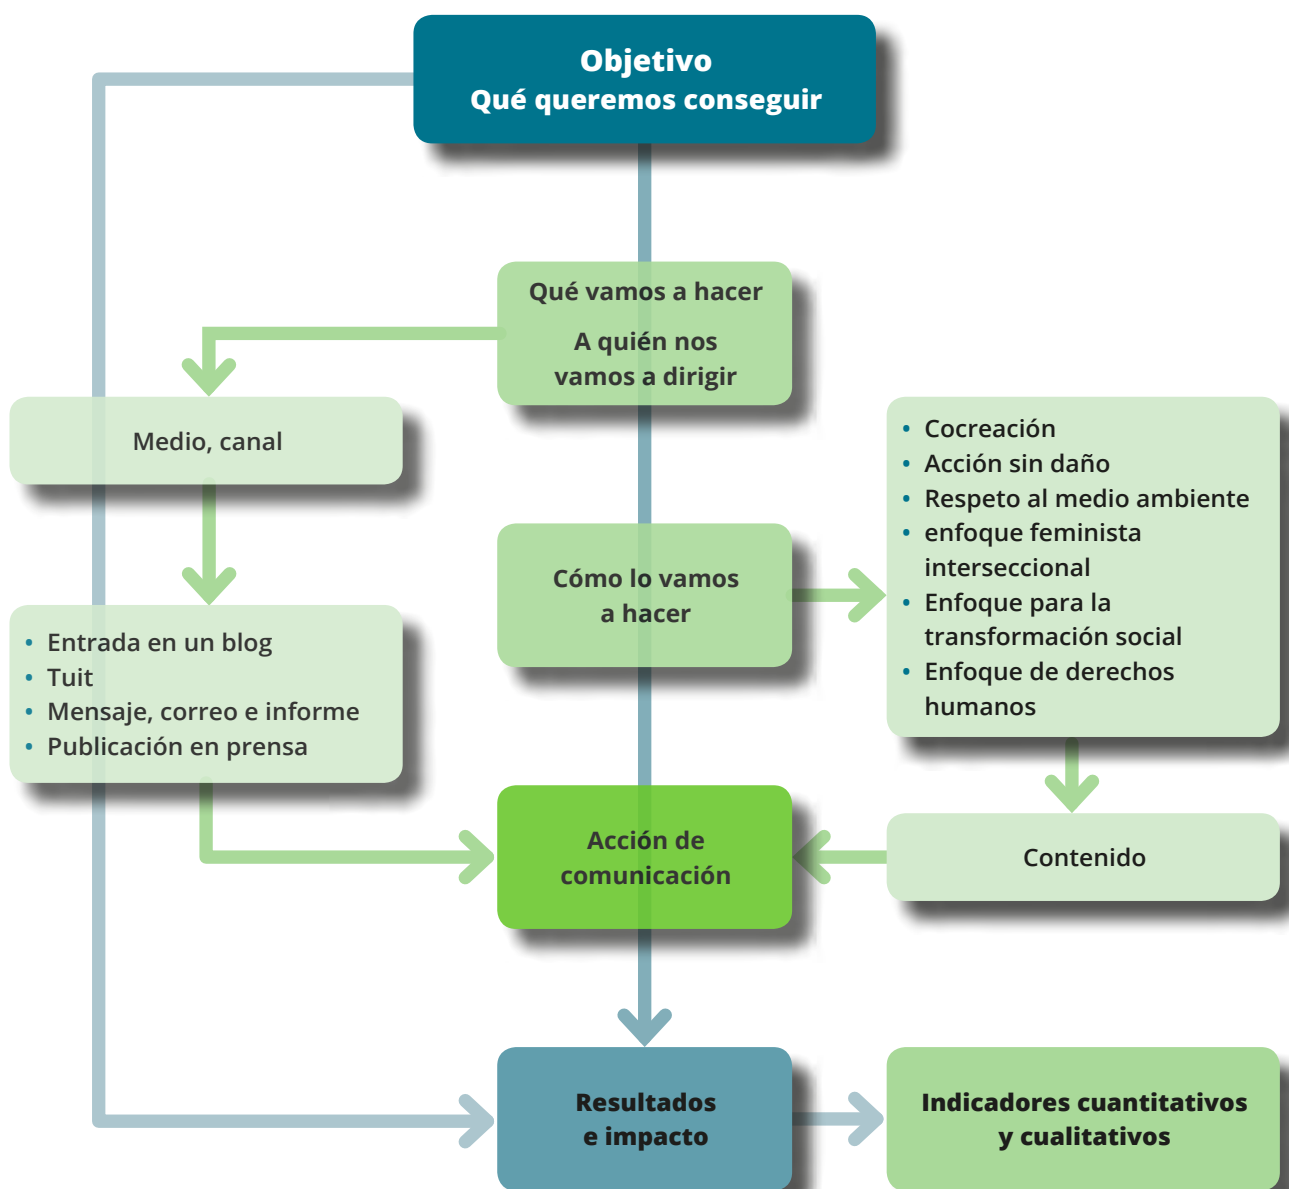 Objetivo
Qué queremos conseguir
Qué vamos a hacer
A quién nos
vamos a dirigir
Medio, canal
• Cocreación
• Acción sin daño
• Respeto al medio ambiente
• enfoque feminista
interseccional
• Enfoque para la
transformación social
• Enfoque de derechos
humanos
Cómo lo vamos
a hacer
• Entrada en un blog
• Tuit
• Mensaje, correo e informe
• Publicación en prensa
Acción de
comunicación
Contenido
Resultados
e impacto
Indicadores cuantitativos
y cualitativos